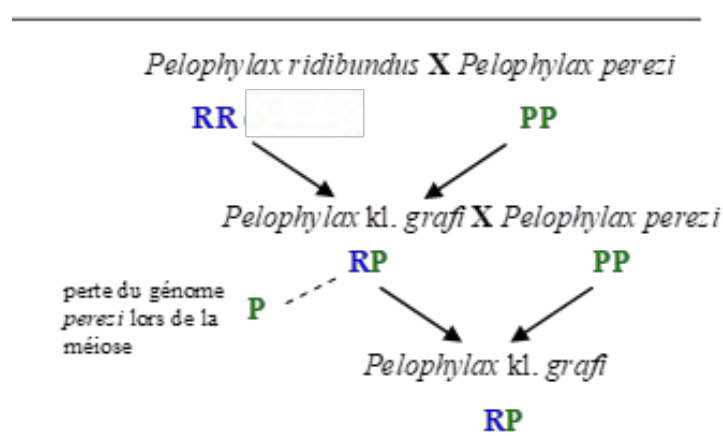 Pelophylax ridibundus X Pelophylax perezi
RR PP
Pelophylax kl. grafi X Pelophylax perezi
RP PP
perte du génome
perezi lors de la
méiose
P
Pelophylax kl. grafi
RP